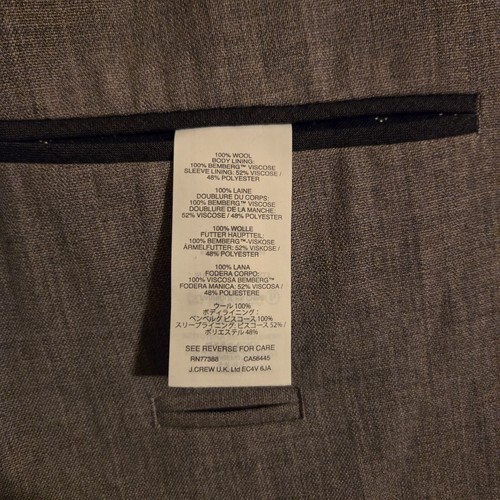 100% WOOL
BODY LINING:
100% BEMBERG™ VISCOSE
SLEEVE LINING: 52% VISCOSE /
48% POLYESTER
100% LAINE
DOUBLURE DU CORPS:
100% BEMBERG™ VISCOSE
DOUBLURE DE LA MANCHE:
52% VISCOSE / 48% POLYESTER
100% WOLLE
FUTTER HAUPTTEIL:
100% BEMBERG™-VISKOSE
ÄRMELFUTTER: 52% VISKOSE /
48% POLYESTER
100% LANA
FODERA CORPO:
100% VISCOSA BEMBERG™
FODERA MANICA: 52% VISCOSA /
48% POLIESTERE
ウール 100%
ボディライニング:
ベンベルグ ビスコース 100%
スリーブライニング: ビスコース 52% /
ポリエステル 48%
SEE REVERSE FOR CARE
RN77388 CA56445
J.CREW U.K. Ltd EC4V 6JA